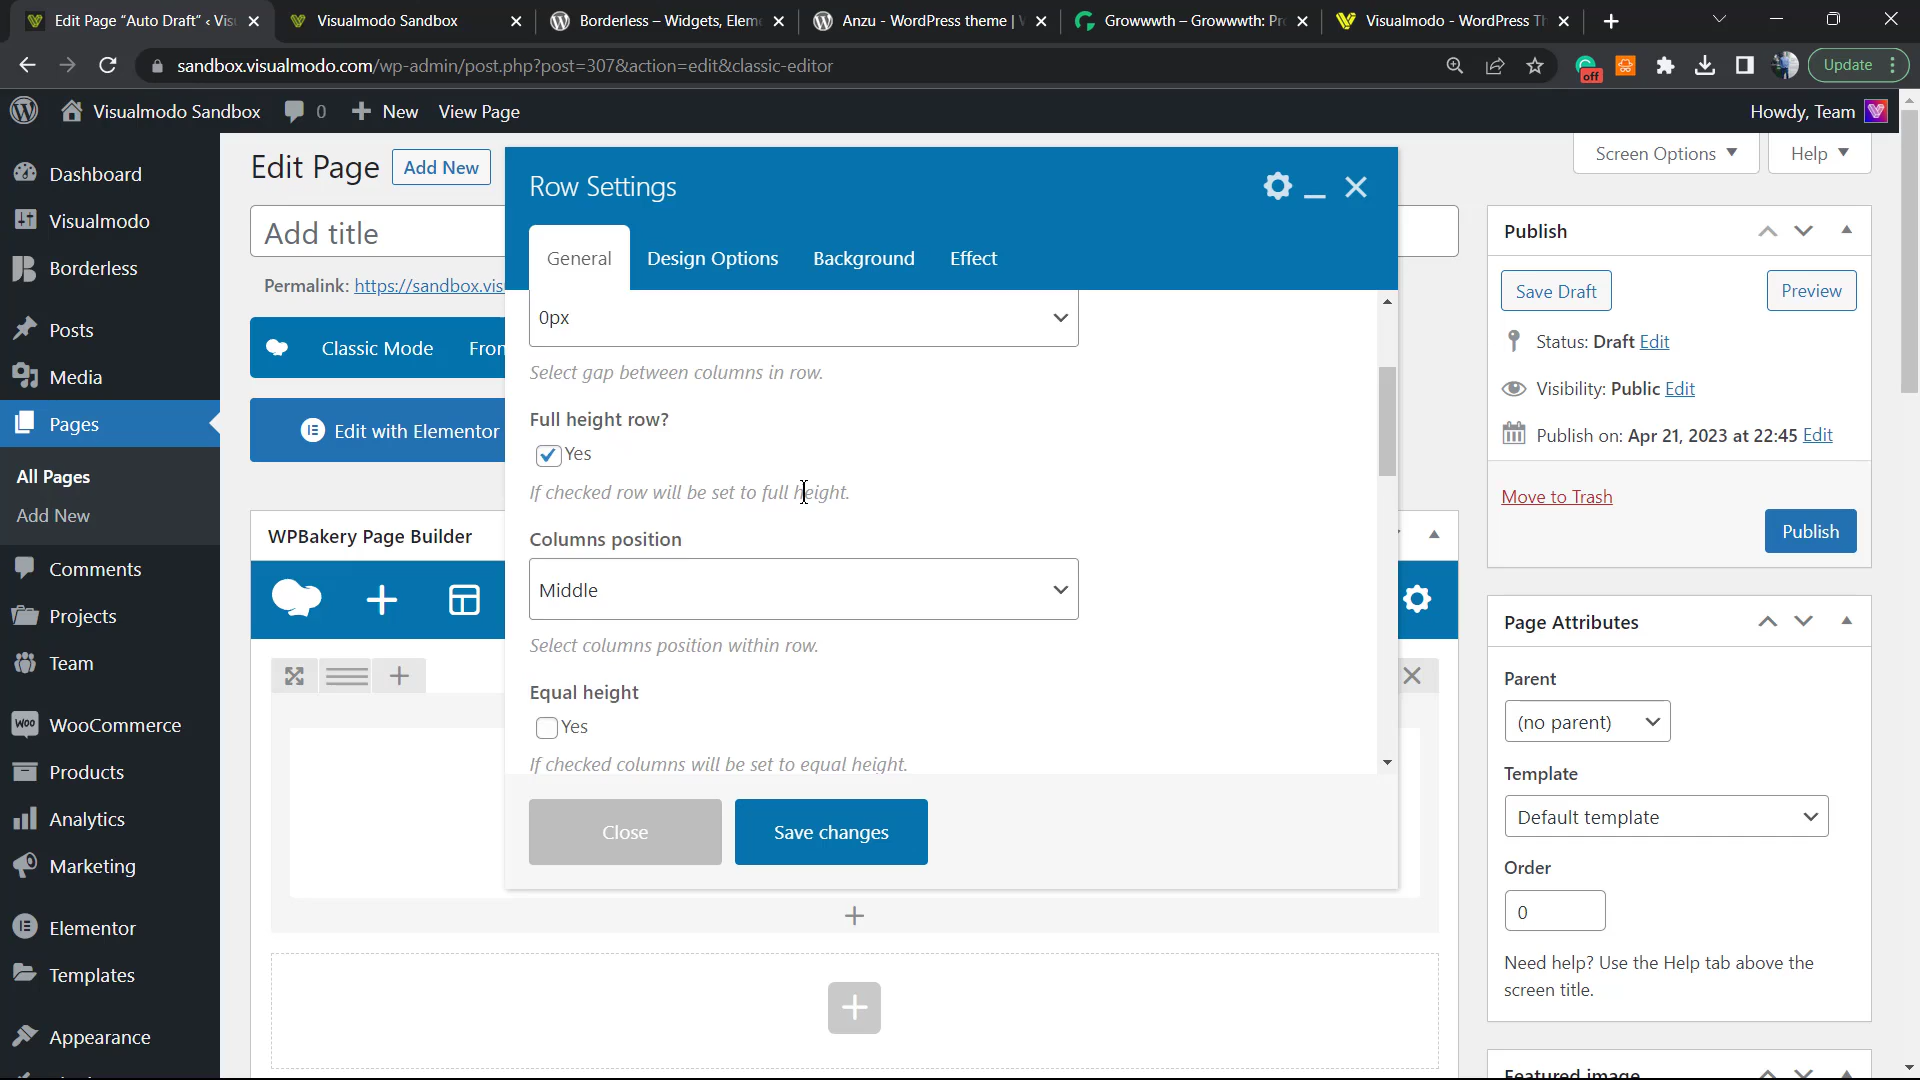 Edit Page “Auto Draft” ‹ Vis
Visualmodo Sandbox
Borderless – Widgets, Elem
Anzu - WordPress theme |
Growwwth – Growwwth: Pr
Visualmodo - WordPress Th
sandbox.visualmodo.com/wp-admin/post.php?post=307&action=edit&classic-editor
off
Update
Visualmodo Sandbox
0
New
View Page
Howdy, Team
Dashboard
Visualmodo
Borderless
Posts
Media
Pages
All Pages
Add New
Comments
Projects
Team
WooCommerce
Products
Analytics
Marketing
Elementor
Templates
Appearance
Edit Page
Add New
Screen Options
Help
Add title
Permalink: https://sandbox.vis
Classic Mode
Fron
Edit with Elementor
WPBakery Page Builder
Row Settings
General
Design Options
Background
Effect
0px
Select gap between columns in row.
Full height row?
Yes
If checked row will be set to full height.
Columns position
Middle
Select columns position within row.
Equal height
Yes
If checked columns will be set to equal height.
Close
Save changes
Publish
Save Draft
Preview
Status: Draft Edit
Visibility: Public Edit
Publish on: Apr 21, 2023 at 22:45 Edit
Move to Trash
Publish
Page Attributes
Parent
(no parent)
Template
Default template
Order
0
Need help? Use the Help tab above the
screen title.
Featured image